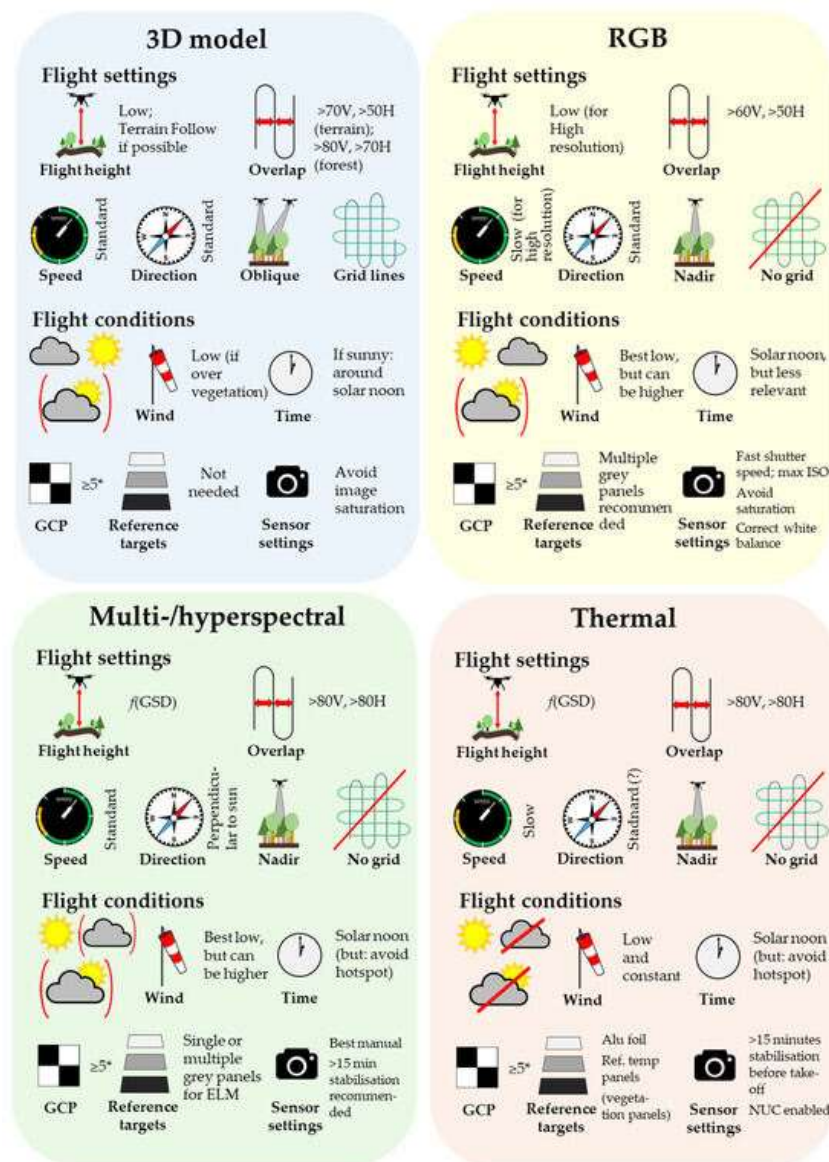 3D model
Flight settings
Low;
Terrain Follow
if possible
Flight height
>70V, >50H
(terrain);
>80V, >70H
(forest)
Overlap
Standard
Speed
Standard
Direction
Oblique
Grid lines
Flight conditions
Low (if
over
vegetation)
Wind
If sunny:
around
solar noon
Time
≥5*
GCP
Not
needed
Reference
targets
Avoid
image
saturation
Sensor
settings
RGB
Flight settings
Low (for
High
resolution)
Flight height
>60V, >50H
Overlap
Slow (for
high
resolution)
Speed
Standard
Direction
Nadir
No grid
Flight conditions
Best low,
but can
be higher
Wind
Solar noon,
but less
relevant
Time
≥5*
GCP
Multiple
grey
panels
recommen
ded
Reference
targets
Fast shutter
speed; max ISO
Avoid
saturation
Correct white
balance
Sensor
settings
Multi-/hyperspectral
Flight settings
f(GSD)
Flight height
>80V, >80H
Overlap
Standard
Speed
Perpendicu-
lar to sun
Direction
Nadir
No grid
Flight conditions
Best low,
but can
be higher
Wind
Solar noon
(but: avoid
hotspot)
Time
≥5*
GCP
Single or
multiple
grey panels
for ELM
Reference
targets
Best manual
>15 min
stabilisation
recommen-
ded
Sensor
settings
Thermal
Flight settings
f(GSD)
Flight height
>80V, >80H
Overlap
Slow
Speed
Stadnard (?)
Direction
Nadir
No grid
Flight conditions
Low
and
constant
Wind
Solar noon
(but: avoid
hotspot)
Time
≥5*
GCP
Alu foil
Ref. temp
panels
(vegeta-
tion panels)
Reference
targets
>15 minutes
stabilisation
before take-
off
NUC enabled
Sensor
settings